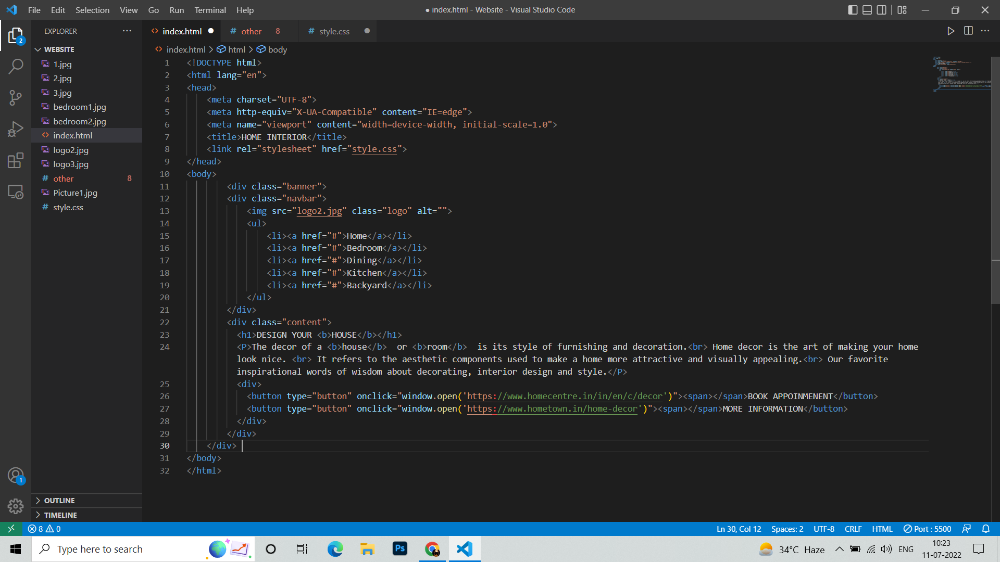 File Edit Selection View Go Run Terminal Help
● index.html - Website - Visual Studio Code
EXPLORER
WEBSITE
1.jpg
2.jpg
3.jpg
bedroom1.jpg
bedroom2.jpg
index.html
logo2.jpg
logo3.jpg
other 8
Picture1.jpg
style.css
OUTLINE
TIMELINE
2
1
index.html ● # other 8 # style.css ●
index.html > html > body
1 <!DOCTYPE html>
2 <html lang="en">
3 <head>
4 <meta charset="UTF-8">
5 <meta http-equiv="X-UA-Compatible" content="IE=edge">
6 <meta name="viewport" content="width=device-width, initial-scale=1.0">
7 <title>HOME INTERIOR</title>
8 <link rel="stylesheet" href="style.css">
9 </head>
10 <body>
11 <div class="banner">
12 <div class="navbar">
13 <img src="logo2.jpg" class="logo" alt="">
14 <ul>
15 <li><a href="#">Home</a></li>
16 <li><a href="#">Bedroom</a></li>
17 <li><a href="#">Dining</a></li>
18 <li><a href="#">Kitchen</a></li>
19 <li><a href="#">Backyard</a></li>
20 </ul>
21 </div>
22 <div class="content">
23 <h1>DESIGN YOUR <b>HOUSE</b></h1>
24 <P>The decor of a <b>house</b>  or <b>room</b>  is its style of furnishing and decoration.<br> Home decor is the art of making your home
look nice. <br> It refers to the aesthetic components used to make a home more attractive and visually appealing.<br> Our favorite
inspirational words of wisdom about decorating, interior design and style.</P>
25 <div>
26 <button type="button" onclick="window.open('https://www.homecentre.in/in/en/c/decor')"><span></span>BOOK APPOINMENENT</button>
27 <button type="button" onclick="window.open('https://www.hometown.in/home-decor')"><span></span>MORE INFORMATION</button>
28 </div>
29 </div>
30 </div>
31 </body>
32 </html>
8 0 Ln 30, Col 12 Spaces: 2 UTF-8 CRLF HTML Port : 5500
Type here to search
Ps
34°C Haze ENG
10:23
11-07-2022